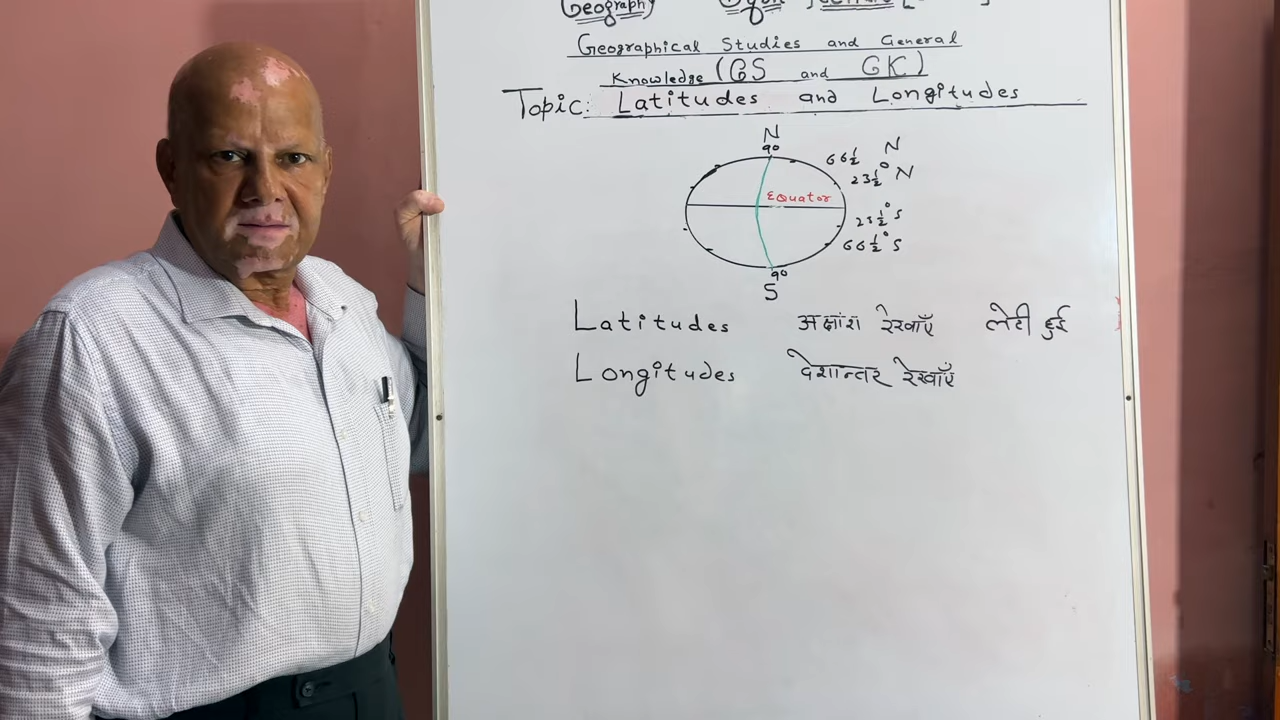 Geography
Geographical Studies and General
Knowledge (GS and GK)
Topic: Latitudes and Longitudes
N
90
66½ N
23½° N
Equator
23½° S
66½° S
90
S
Latitudes अक्षांश रेखाएँ लेटी हुई
Longitudes देशान्तर रेखाएँ